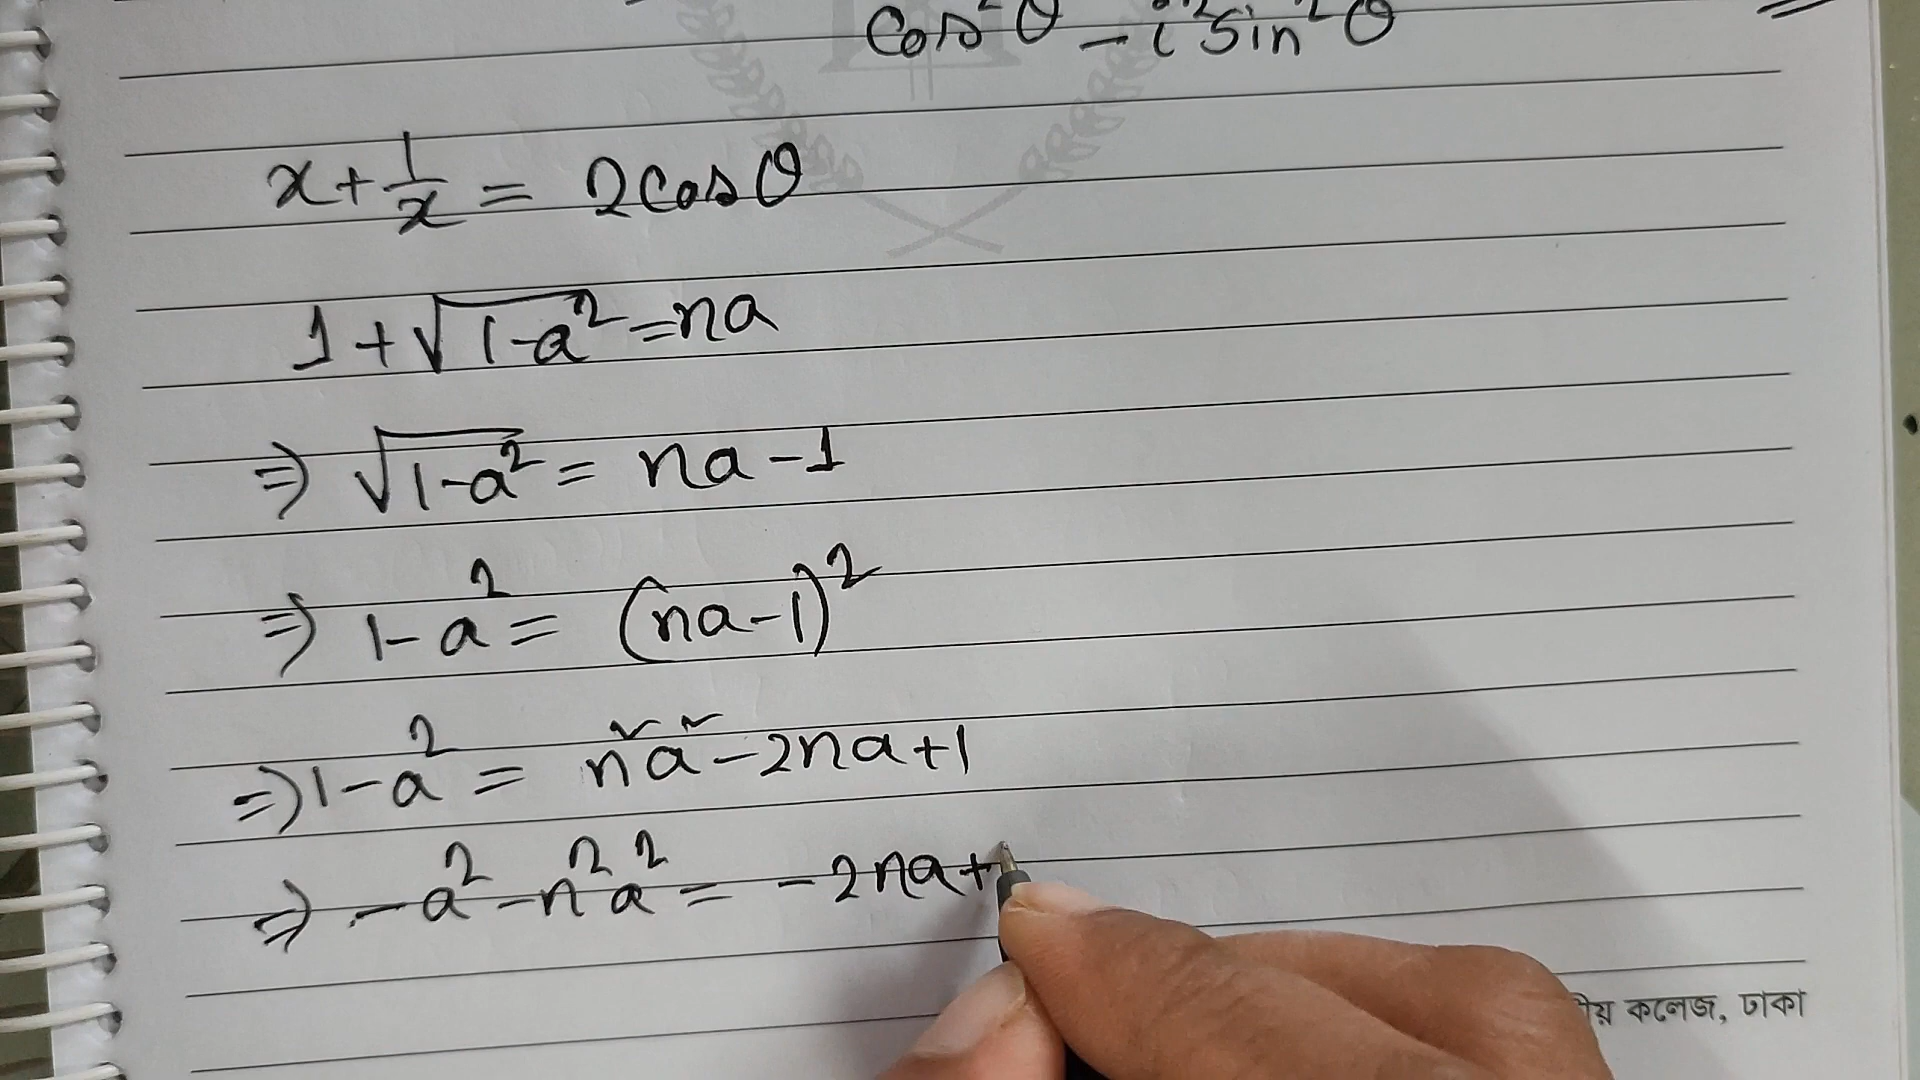 cos²θ - i²sin²θ
x + 1/x = 2cosθ
1 + √(1-a²) = na
⇒ √(1-a²) = na - 1
⇒ 1 - a² = (na - 1)²
⇒ 1 - a² = n²a² - 2na + 1
⇒ - a² - n²a² = - 2na +
কলেজ, ঢাকা